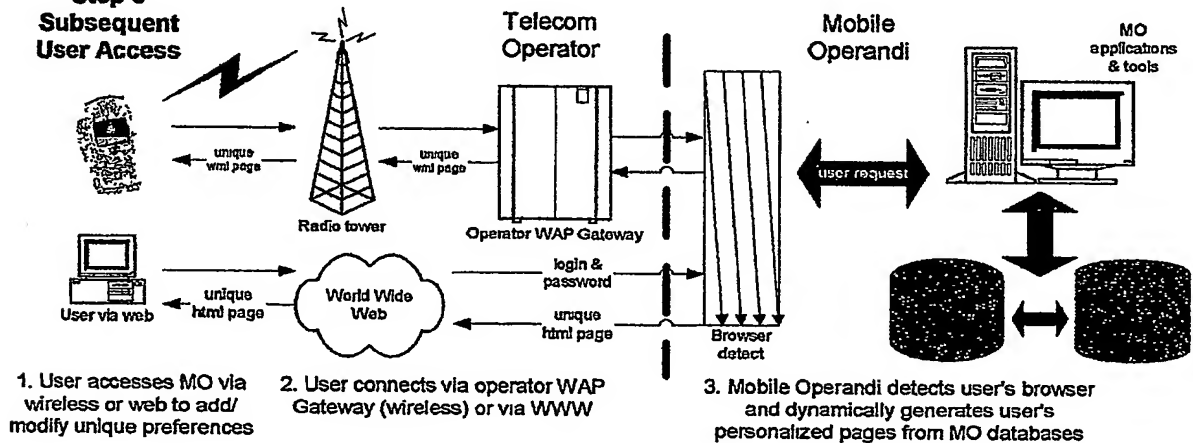 Subsequent
User Access
Telecom
Operator
Mobile
Operandi
MO
applications
& tools
unique
wml page
unique
wml page
user request
Radio tower
Operator WAP Gateway
User via web
unique
html page
World Wide
Web
login &
password
unique
html page
Browser
detect
1. User accesses MO via
wireless or web to add/
modify unique preferences
2. User connects via operator WAP
Gateway (wireless) or via WWW
3. Mobile Operandi detects user's browser
and dynamically generates user's
personalized pages from MO databases